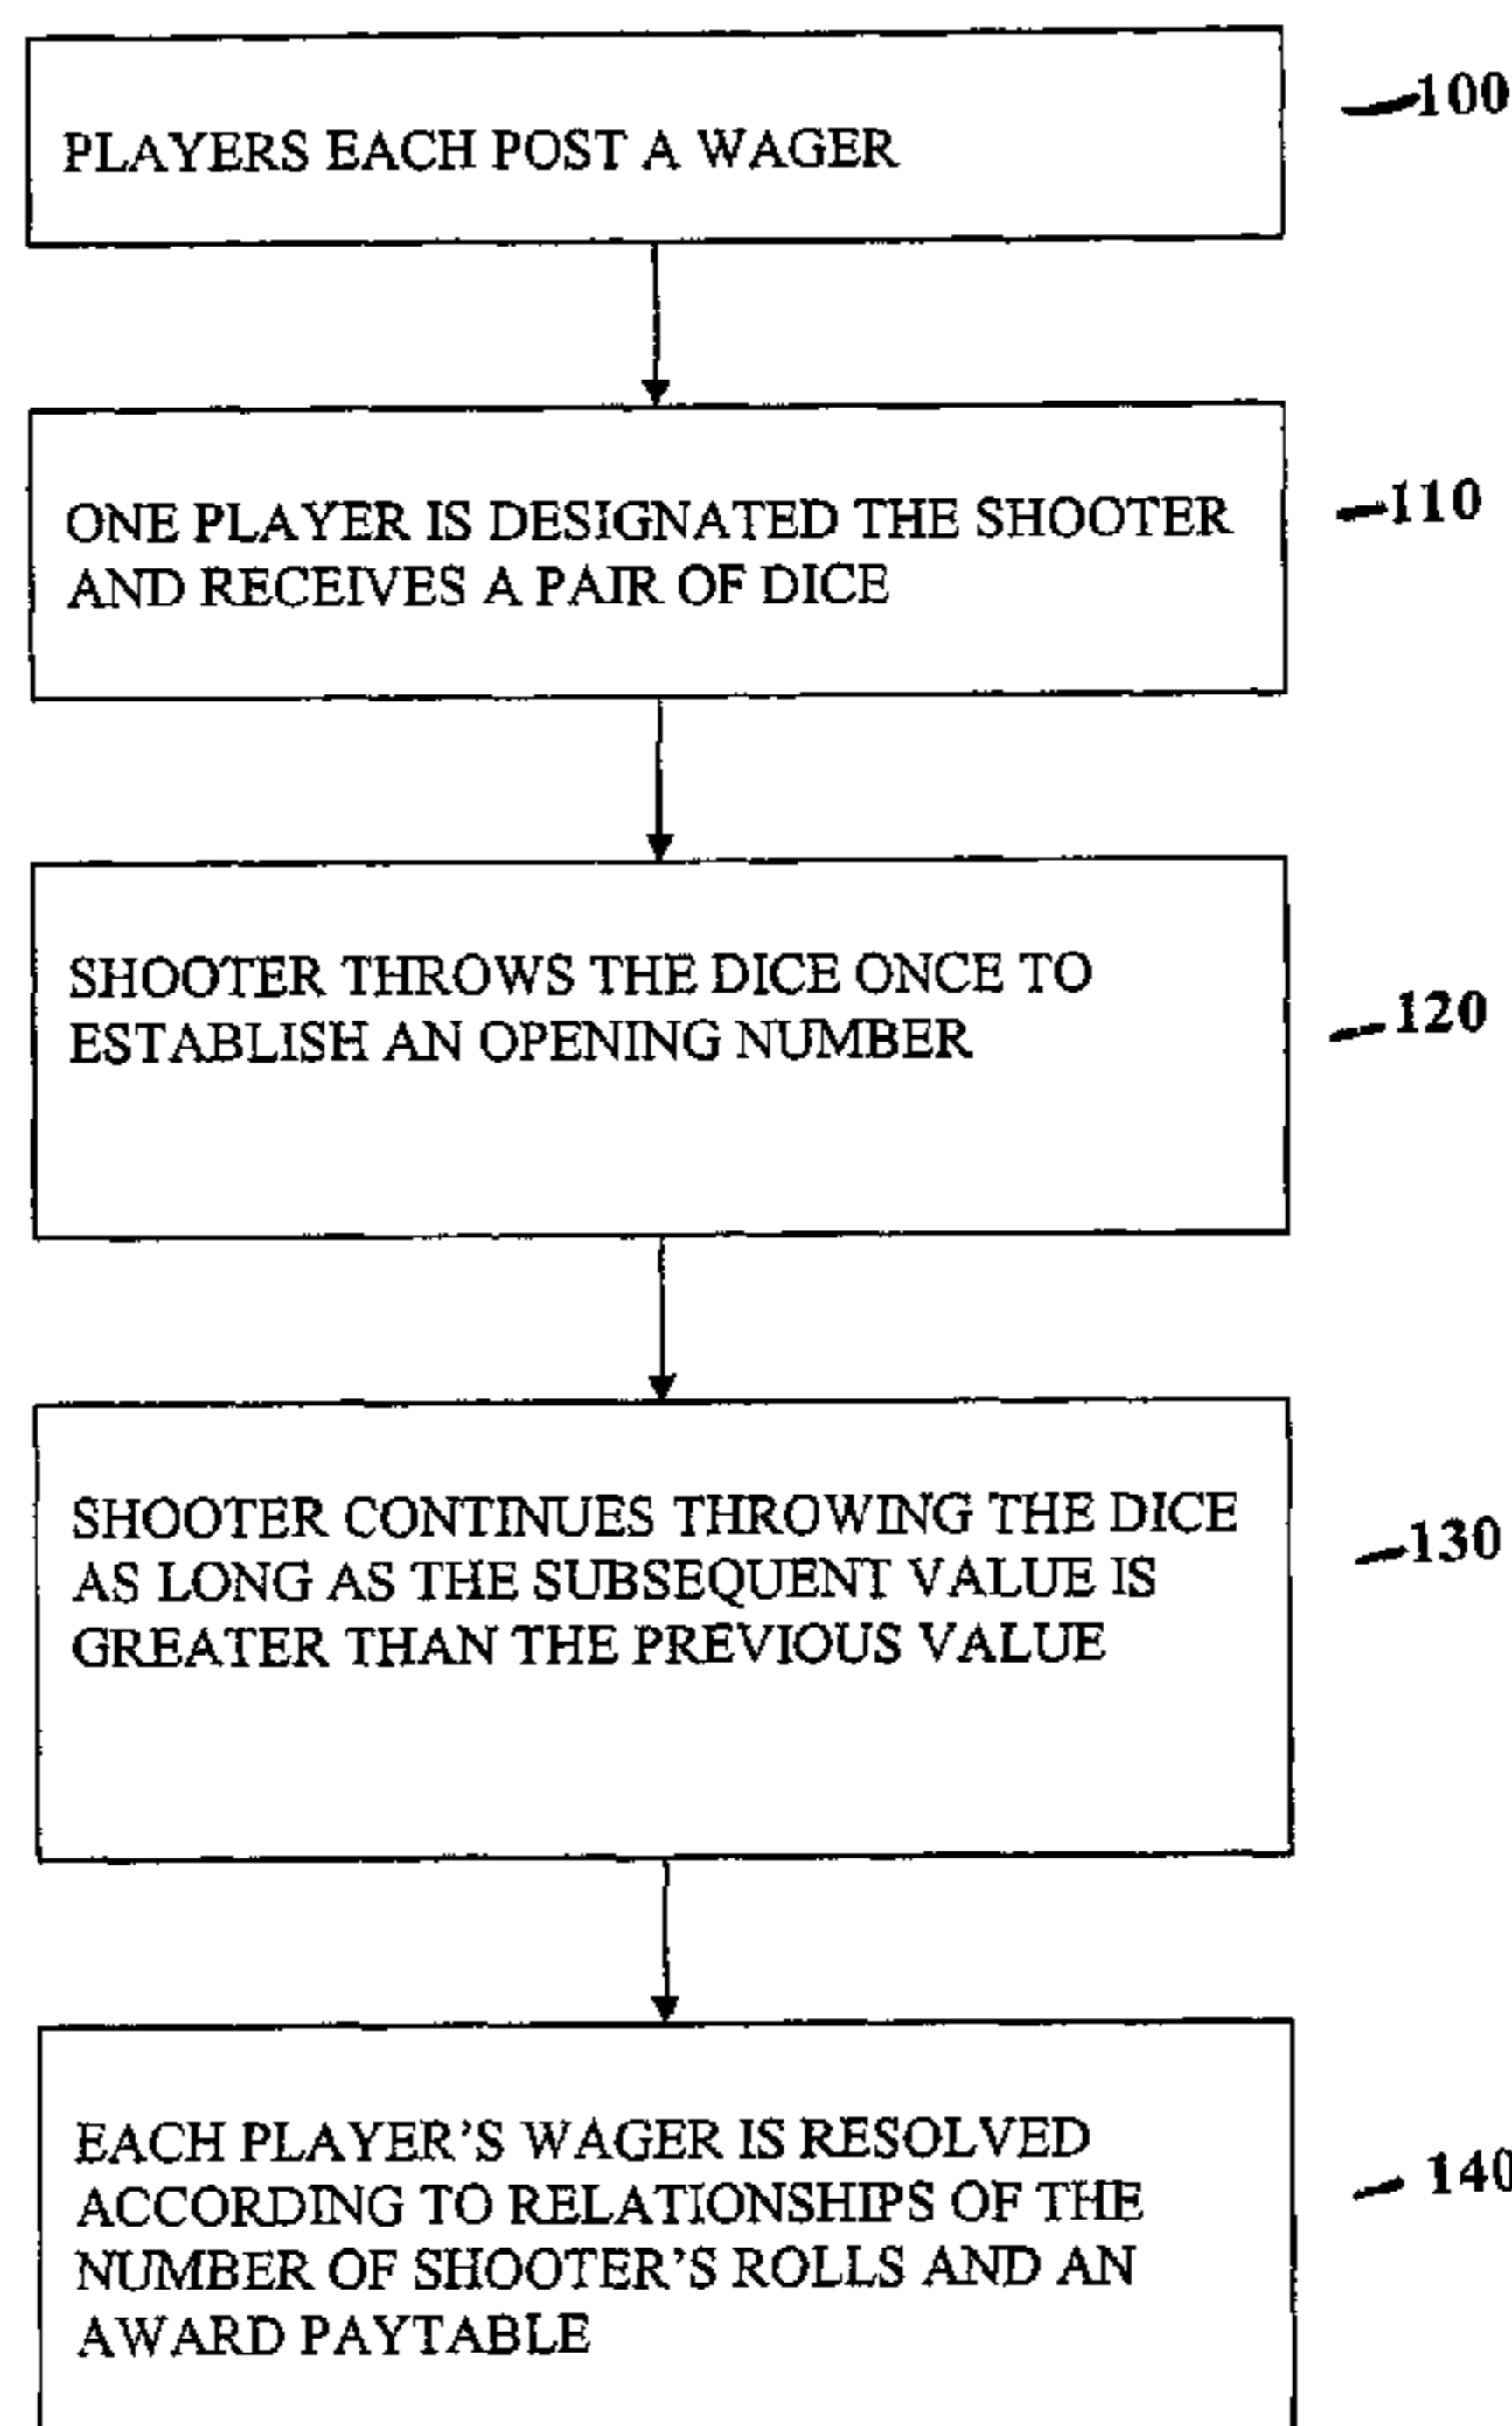 PLAYERS EACH POST A WAGER
100
ONE PLAYER IS DESIGNATED THE SHOOTER
AND RECEIVES A PAIR OF DICE
110
SHOOTER THROWS THE DICE ONCE TO
ESTABLISH AN OPENING NUMBER
120
SHOOTER CONTINUES THROWING THE DICE
AS LONG AS THE SUBSEQUENT VALUE IS
GREATER THAN THE PREVIOUS VALUE
130
EACH PLAYER'S WAGER IS RESOLVED
ACCORDING TO RELATIONSHIPS OF THE
NUMBER OF SHOOTER'S ROLLS AND AN
AWARD PAYTABLE
140